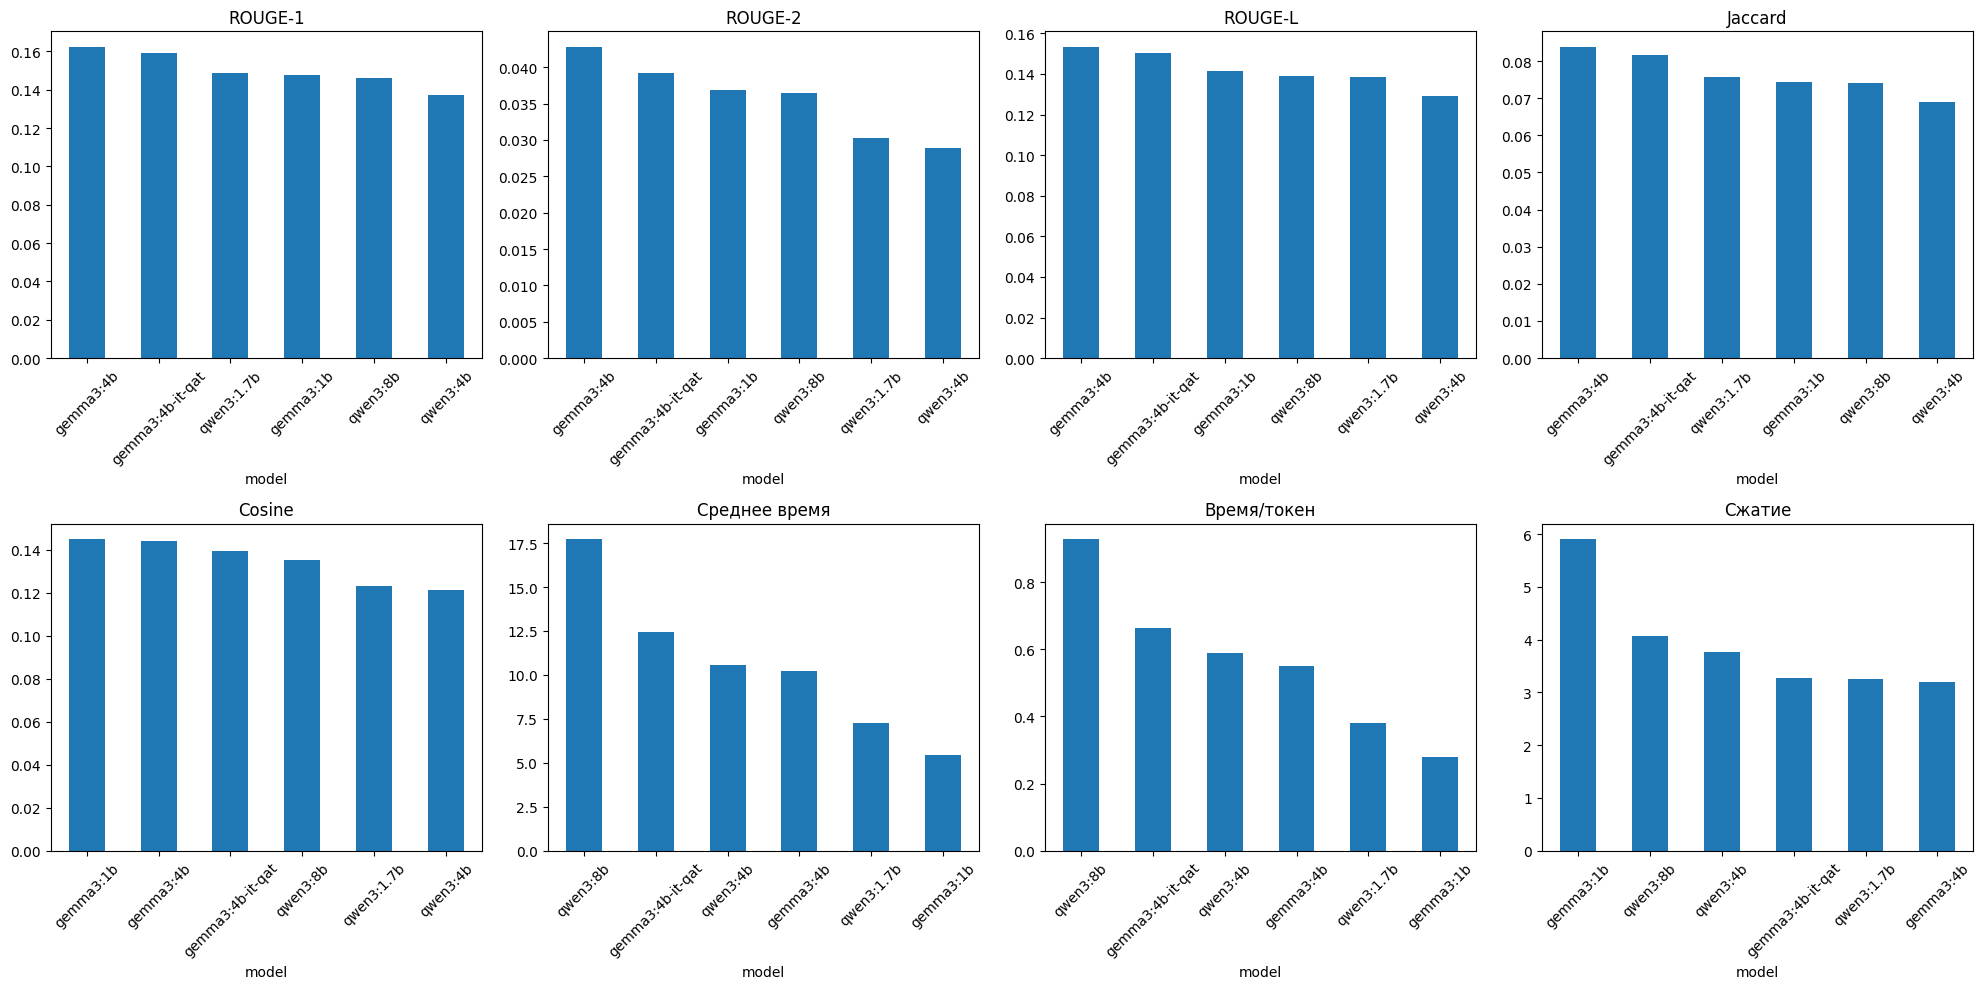 ROUGE-1
0.16
0.14
0.12
0.10
0.08
0.06
0.04
0.02
0.00
gemma3:4b
gemma3:4b-it-qat
qwen3:1.7b
gemma3:1b
qwen3:8b
qwen3:4b
model
ROUGE-2
0.040
0.035
0.030
0.025
0.020
0.015
0.010
0.005
0.000
gemma3:4b
gemma3:4b-it-qat
gemma3:1b
qwen3:8b
qwen3:1.7b
qwen3:4b
model
ROUGE-L
0.16
0.14
0.12
0.10
0.08
0.06
0.04
0.02
0.00
gemma3:4b
gemma3:4b-it-qat
gemma3:1b
qwen3:8b
qwen3:1.7b
qwen3:4b
model
Jaccard
0.08
0.07
0.06
0.05
0.04
0.03
0.02
0.01
0.00
gemma3:4b
gemma3:4b-it-qat
qwen3:1.7b
gemma3:1b
qwen3:8b
qwen3:4b
model
Cosine
0.14
0.12
0.10
0.08
0.06
0.04
0.02
0.00
gemma3:1b
gemma3:4b
gemma3:4b-it-qat
qwen3:8b
qwen3:1.7b
qwen3:4b
model
Среднее время
17.5
15.0
12.5
10.0
7.5
5.0
2.5
0.0
qwen3:8b
gemma3:4b-it-qat
qwen3:4b
gemma3:4b
qwen3:1.7b
gemma3:1b
model
Время/токен
0.8
0.6
0.4
0.2
0.0
qwen3:8b
gemma3:4b-it-qat
qwen3:4b
gemma3:4b
qwen3:1.7b
gemma3:1b
model
Сжатие
6
5
4
3
2
1
0
gemma3:1b
qwen3:8b
qwen3:4b
gemma3:4b-it-qat
qwen3:1.7b
gemma3:4b
model